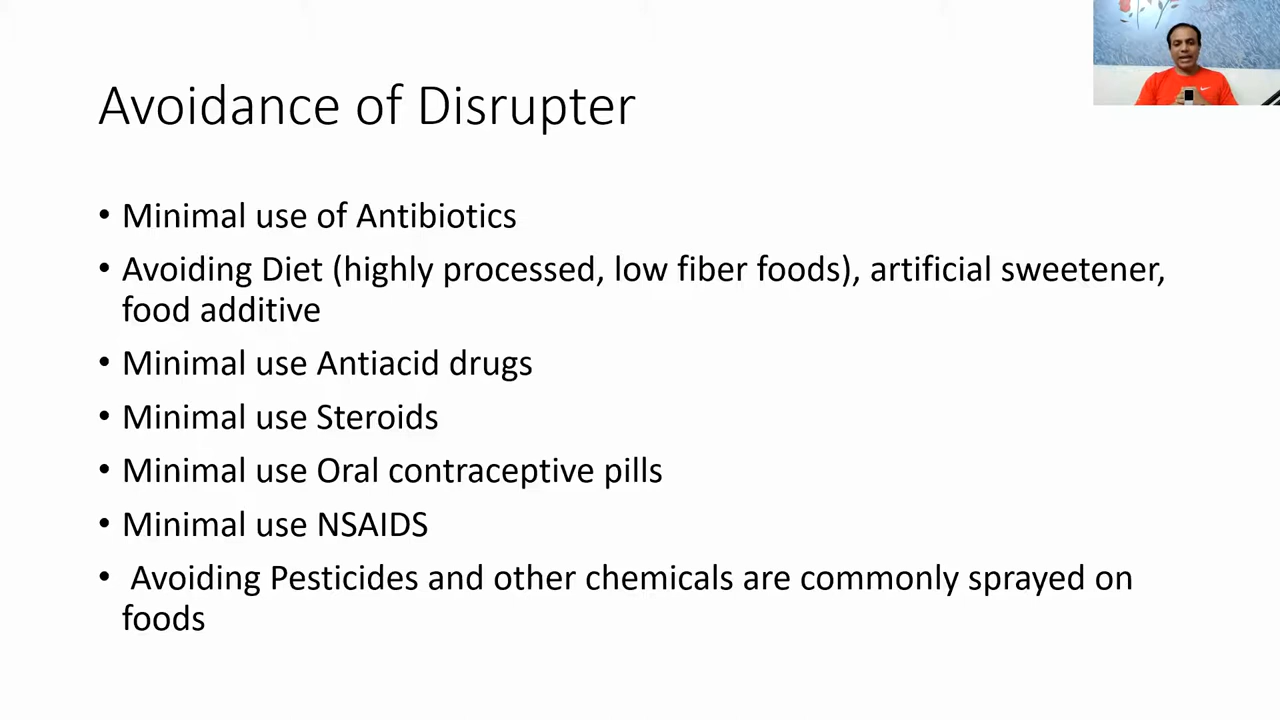 Avoidance of Disrupter
• Minimal use of Antibiotics
• Avoiding Diet (highly processed, low fiber foods), artificial sweetener,
food additive
• Minimal use Antiacid drugs
• Minimal use Steroids
• Minimal use Oral contraceptive pills
• Minimal use NSAIDS
• Avoiding Pesticides and other chemicals are commonly sprayed on
foods